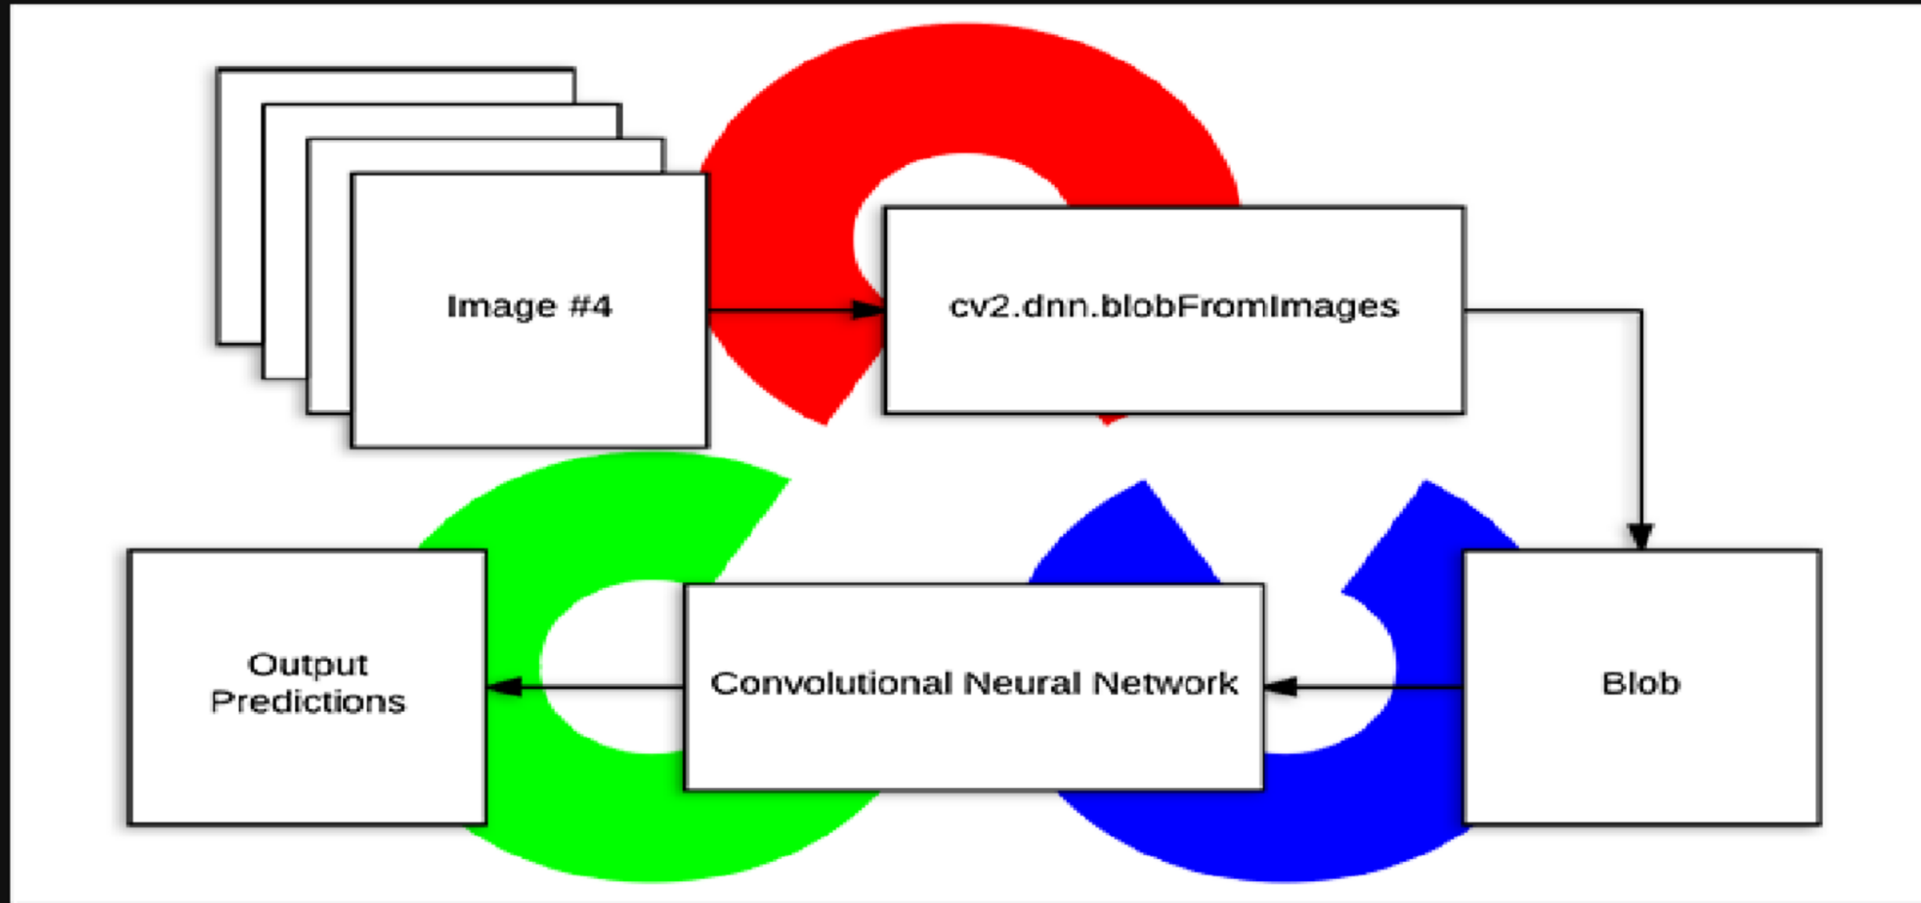 Image #4
cv2.dnn.blobFromImages
Output
Predictions
Convolutional Neural Network
Blob